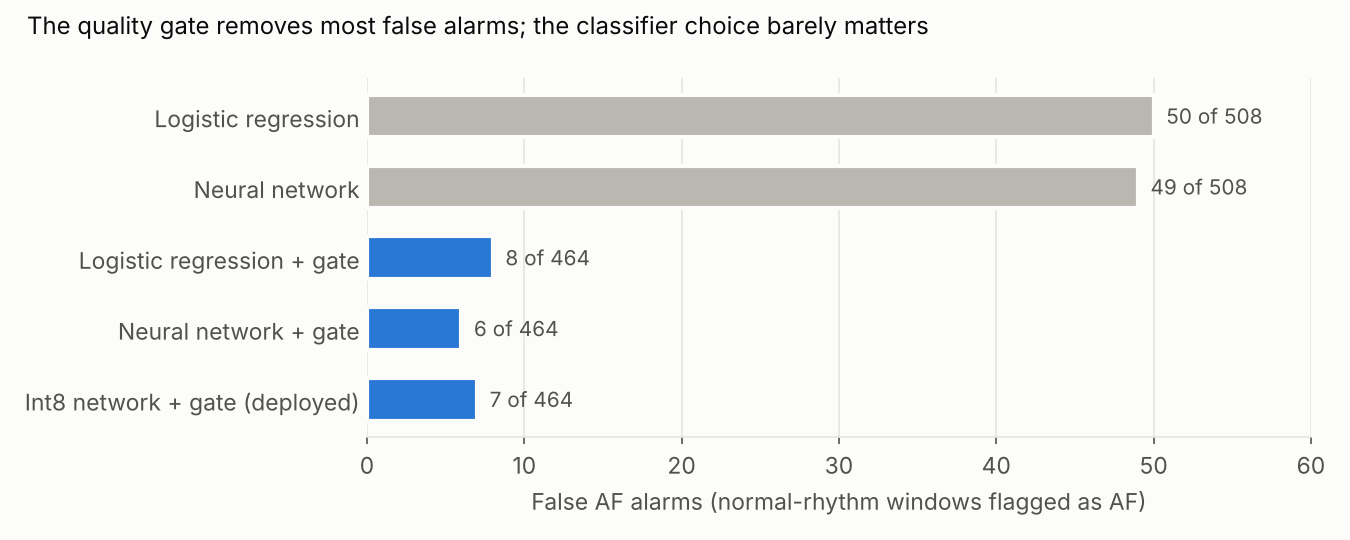 The quality gate removes most false alarms; the classifier choice barely matters
Logistic regression 50 of 508
Neural network 49 of 508
Logistic regression + gate 8 of 464
Neural network + gate 6 of 464
Int8 network + gate (deployed) 7 of 464
0 10 20 30 40 50 60
False AF alarms (normal-rhythm windows flagged as AF)